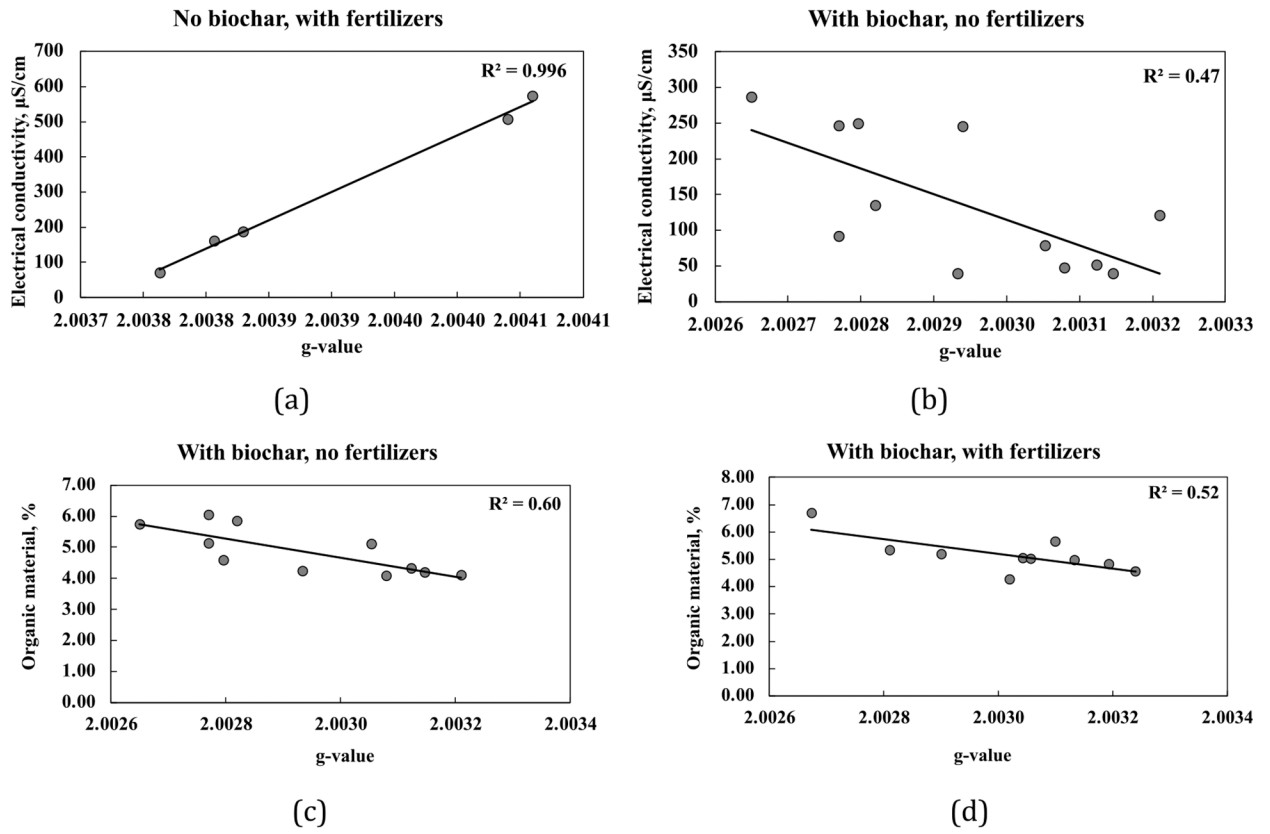 No biochar, with fertilizers
R² = 0.996
Electrical conductivity, µS/cm
700
600
500
400
300
200
100
0
2.0037 2.0038 2.0038 2.0039 2.0039 2.0040 2.0040 2.0041 2.0041
g-value
(a)
With biochar, no fertilizers
R² = 0.47
Electrical conductivity, µS/cm
350
300
250
200
150
100
50
0
2.0026 2.0027 2.0028 2.0029 2.0030 2.0031 2.0032 2.0033
g-value
(b)
With biochar, no fertilizers
R² = 0.60
Organic material, %
7.00
6.00
5.00
4.00
3.00
2.00
1.00
0.00
2.0026 2.0028 2.0030 2.0032 2.0034
g-value
(c)
With biochar, with fertilizers
R² = 0.52
Organic material, %
8.00
7.00
6.00
5.00
4.00
3.00
2.00
1.00
0.00
2.0026 2.0028 2.0030 2.0032 2.0034
g-value
(d)